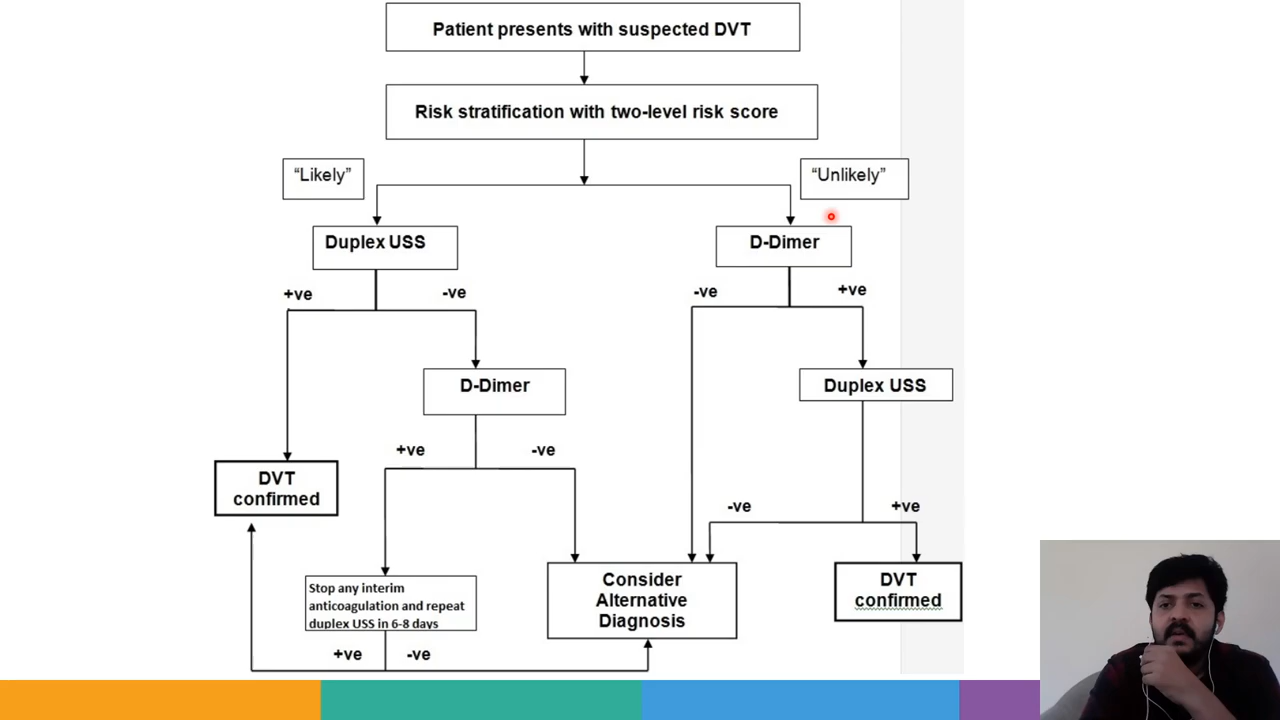 Patient presents with suspected DVT
Risk stratification with two-level risk score
“Likely”
“Unlikely”
Duplex USS
D-Dimer
+ve
-ve
-ve
+ve
D-Dimer
Duplex USS
+ve
-ve
DVT
confirmed
-ve
+ve
Stop any interim
anticoagulation and repeat
duplex USS in 6-8 days
Consider
Alternative
Diagnosis
DVT
confirmed
+ve
-ve